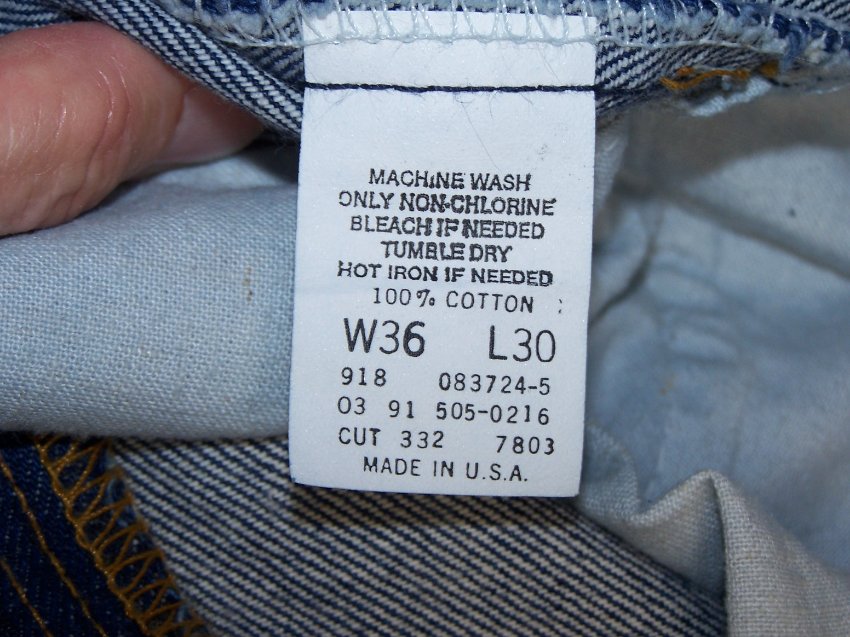 MACHINE WASH
ONLY NON-CHLORINE
BLEACH IF NEEDED
TUMBLE DRY
HOT IRON IF NEEDED
100% COTTON
W36 L30
918 083724-5
03 91 505-0216
CUT 332 7803
MADE IN U.S.A.